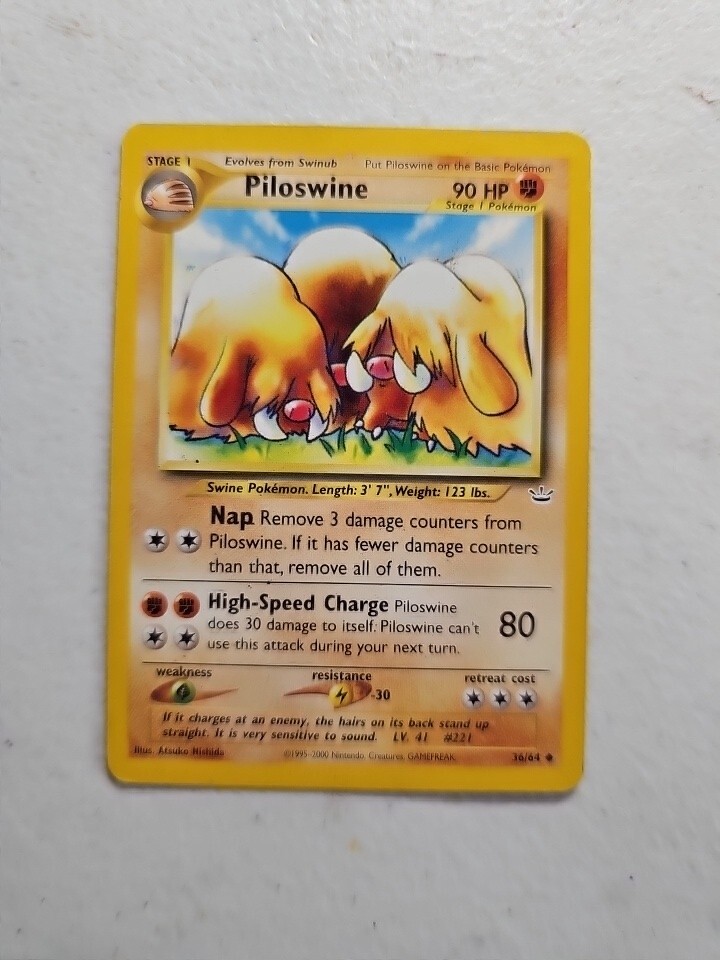 STAGE 1 Evolves from Swinub Put Piloswine on the Basic Pokémon
Piloswine 90 HP
Stage 1 Pokémon
Swine Pokémon. Length: 3' 7", Weight: 123 lbs.
Nap Remove 3 damage counters from
Piloswine. If it has fewer damage counters
than that, remove all of them.
High-Speed Charge Piloswine
does 30 damage to itself. Piloswine can't
use this attack during your next turn.
80
weakness resistance retreat cost
-30
If it charges at an enemy, the hairs on its back stand up
straight. It is very sensitive to sound. LV. 41 #221
Illus. Atsuko Nishida ©1995-2000 Nintendo, Creatures, GAMEFREAK. 36/64